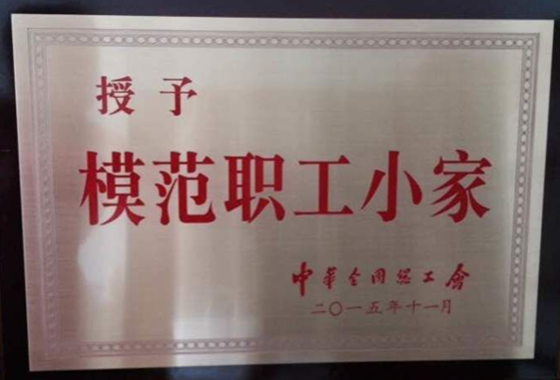 授予
模范职工小家
中华全国总工會
二〇一五年十一月